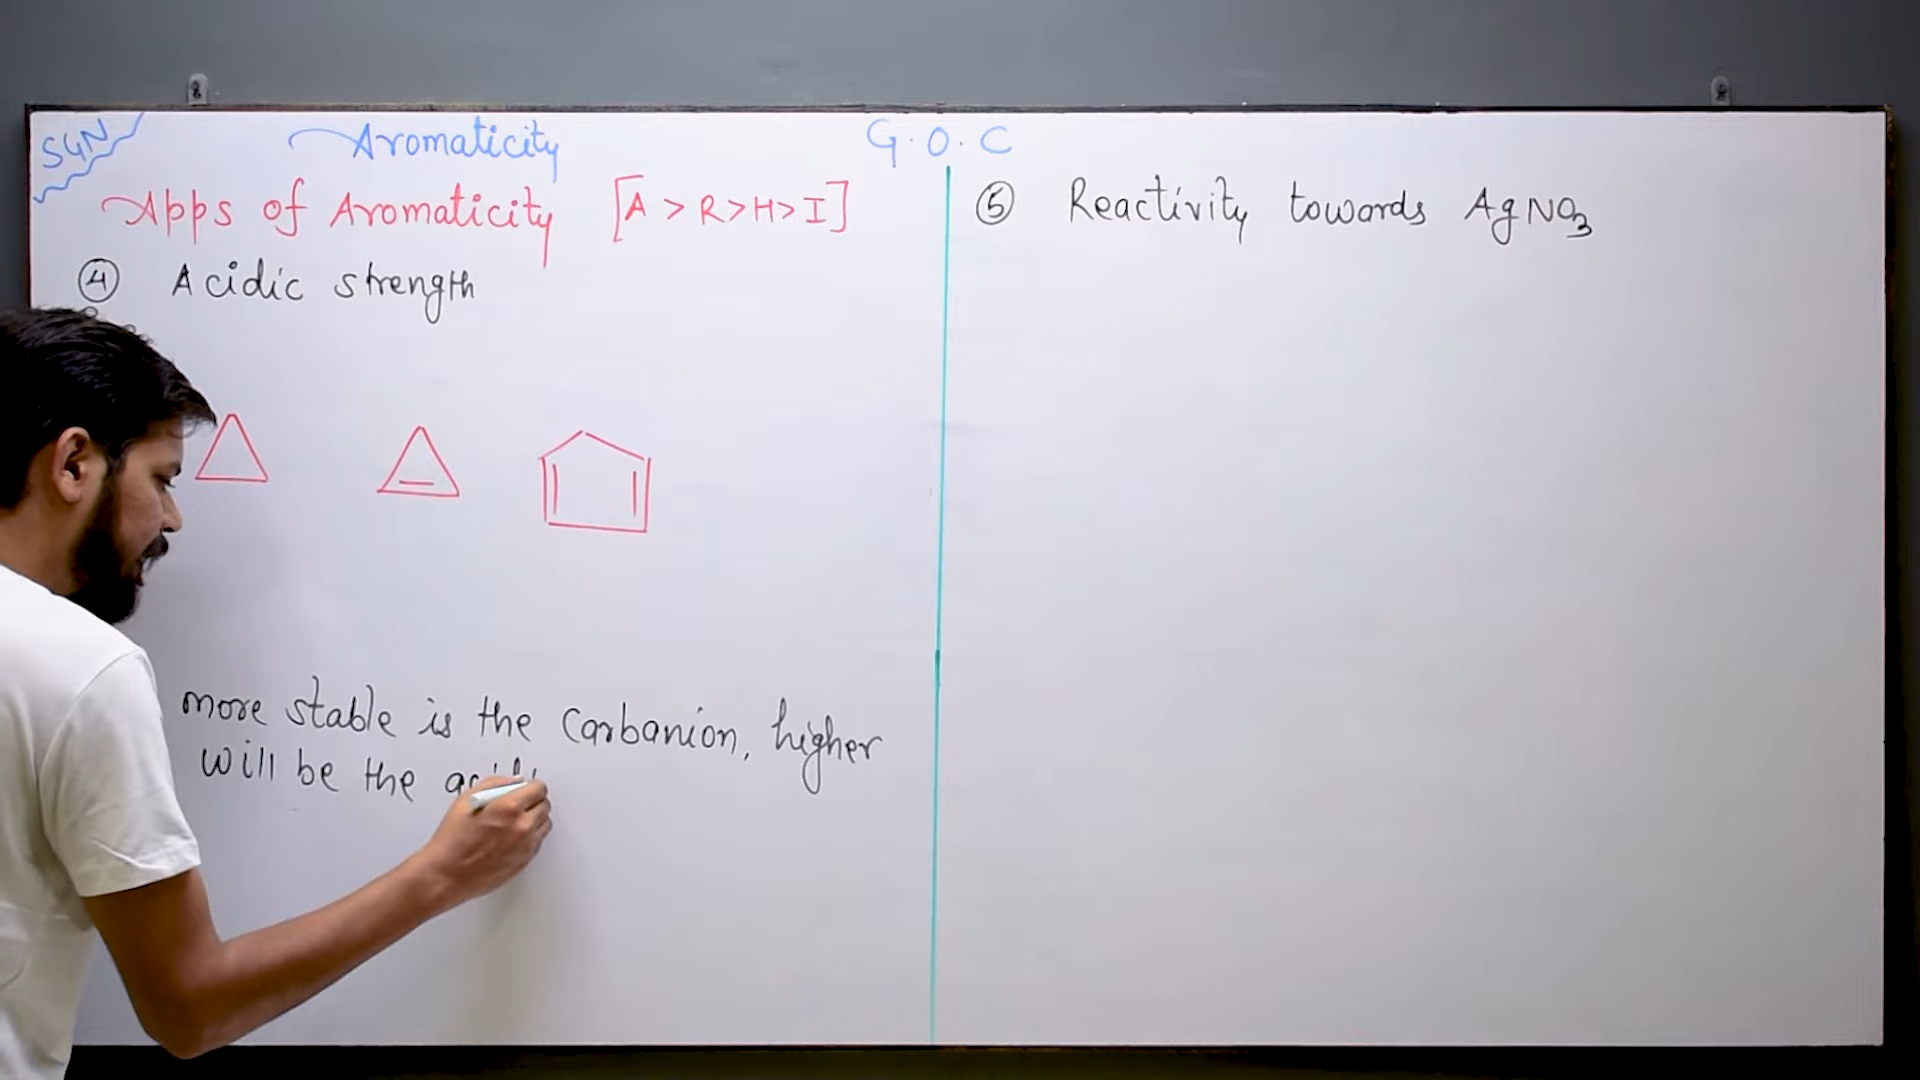 SGN
Aromaticity
G.O.C
Apps of Aromaticity [A > R > H > I]
④ Acidic strength
more stable is the carbanion, higher
will be the
⑤ Reactivity towards AgNO₃